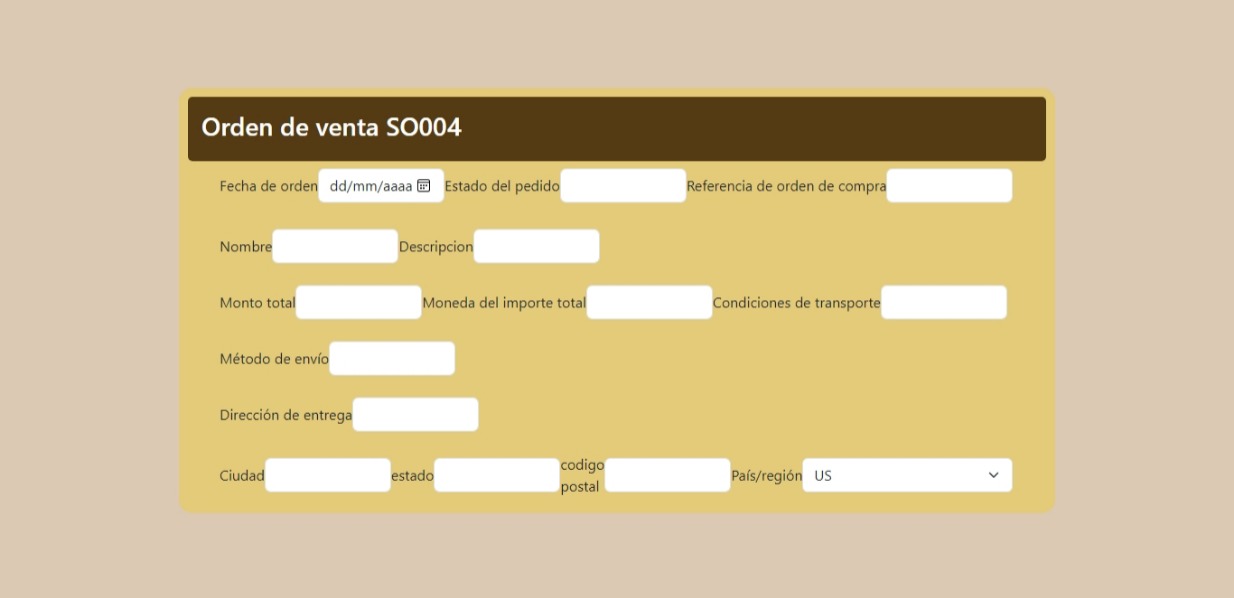 Orden de venta SO004
Fecha de orden dd/mm/aaaa Estado del pedido Referencia de orden de compra
Nombre Descripcion
Monto total Moneda del importe total Condiciones de transporte
Método de envío
Dirección de entrega
Ciudad estado codigo postal País/región US